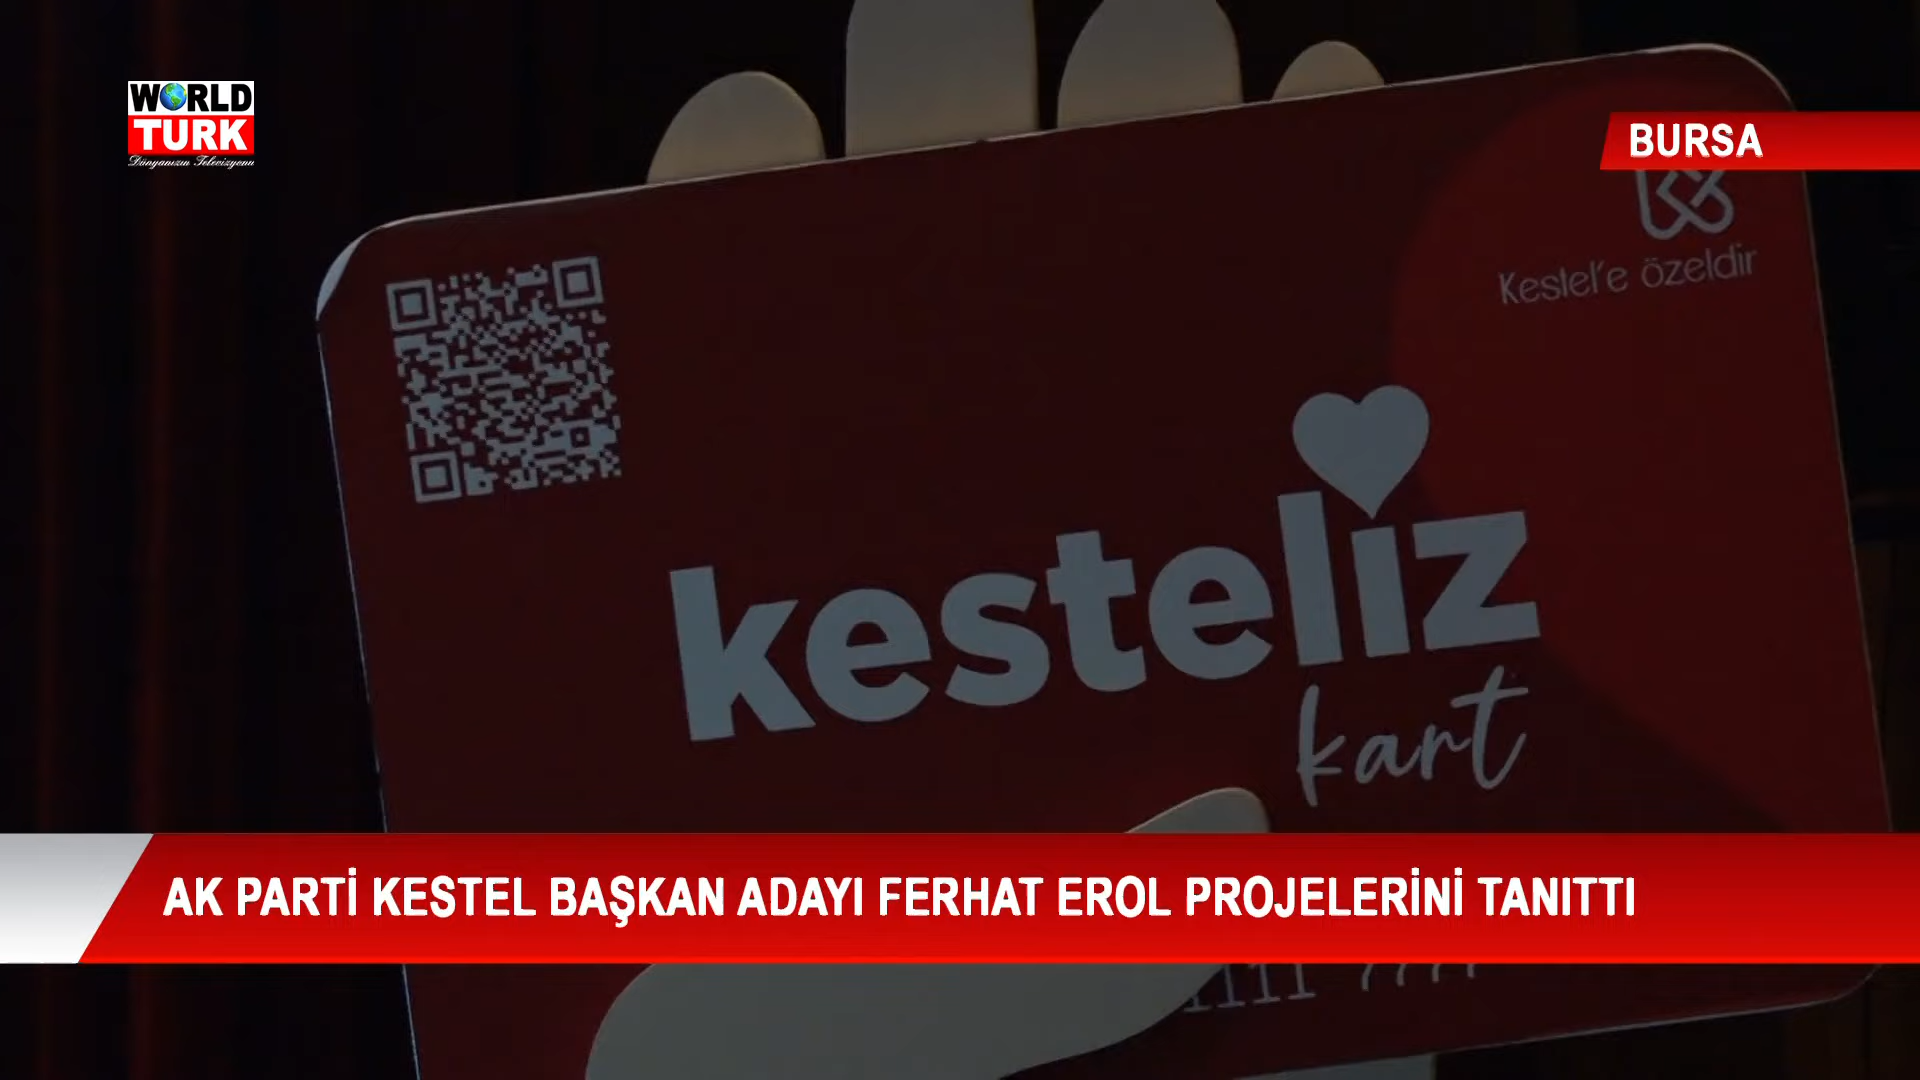 WORLD
TURK
Dünyanızın Televizyonu
BURSA
Kestel'e özeldir
kesteliz
kart
AK PARTİ KESTEL BAŞKAN ADAYI FERHAT EROL PROJELERİNİ TANITTI